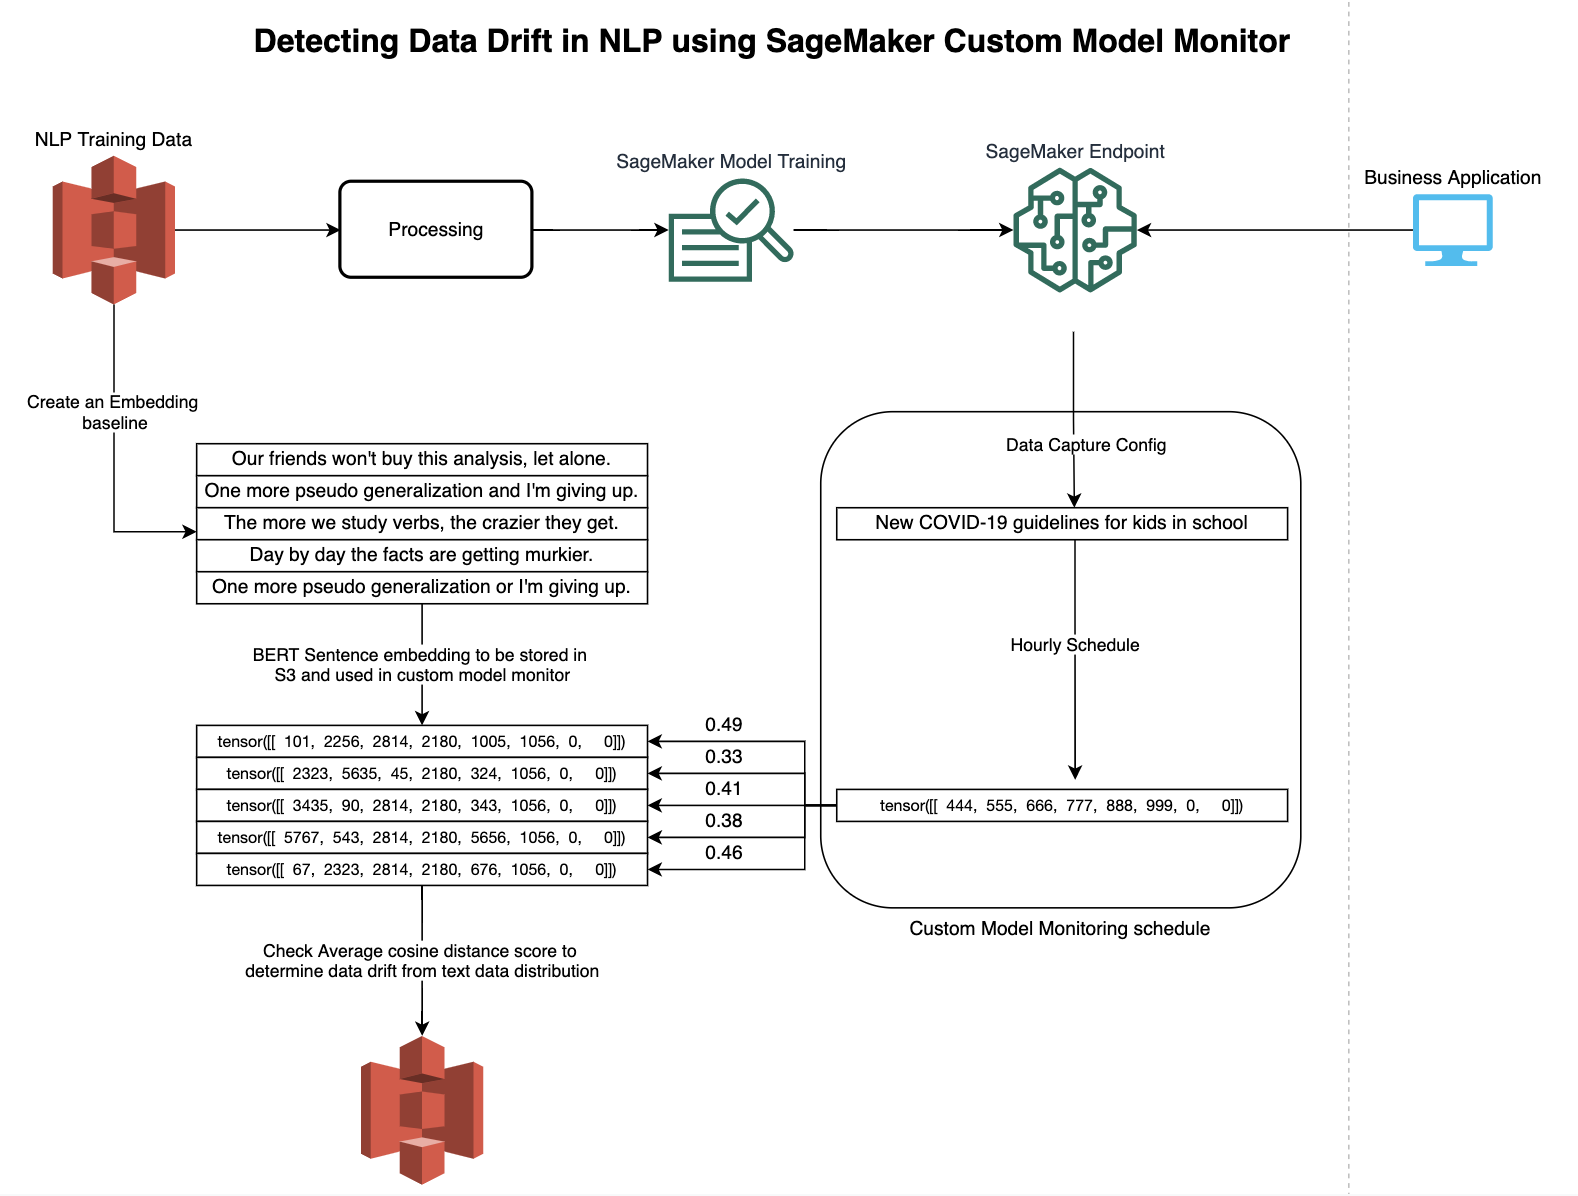 Detecting Data Drift in NLP using SageMaker Custom Model Monitor
NLP Training Data
Processing
SageMaker Model Training
SageMaker Endpoint
Business Application
Create an Embedding
baseline
Our friends won't buy this analysis, let alone.
One more pseudo generalization and I'm giving up.
The more we study verbs, the crazier they get.
Day by day the facts are getting murkier.
One more pseudo generalization or I'm giving up.
BERT Sentence embedding to be stored in
S3 and used in custom model monitor
tensor([[ 101, 2256, 2814, 2180, 1005, 1056, 0, 0]])
tensor([[ 2323, 5635, 45, 2180, 324, 1056, 0, 0]])
tensor([[ 3435, 90, 2814, 2180, 343, 1056, 0, 0]])
tensor([[ 5767, 543, 2814, 2180, 5656, 1056, 0, 0]])
tensor([[ 67, 2323, 2814, 2180, 676, 1056, 0, 0]])
0.49
0.33
0.41
0.38
0.46
Data Capture Config
New COVID-19 guidelines for kids in school
Hourly Schedule
tensor([[ 444, 555, 666, 777, 888, 999, 0, 0]])
Custom Model Monitoring schedule
Check Average cosine distance score to
determine data drift from text data distribution